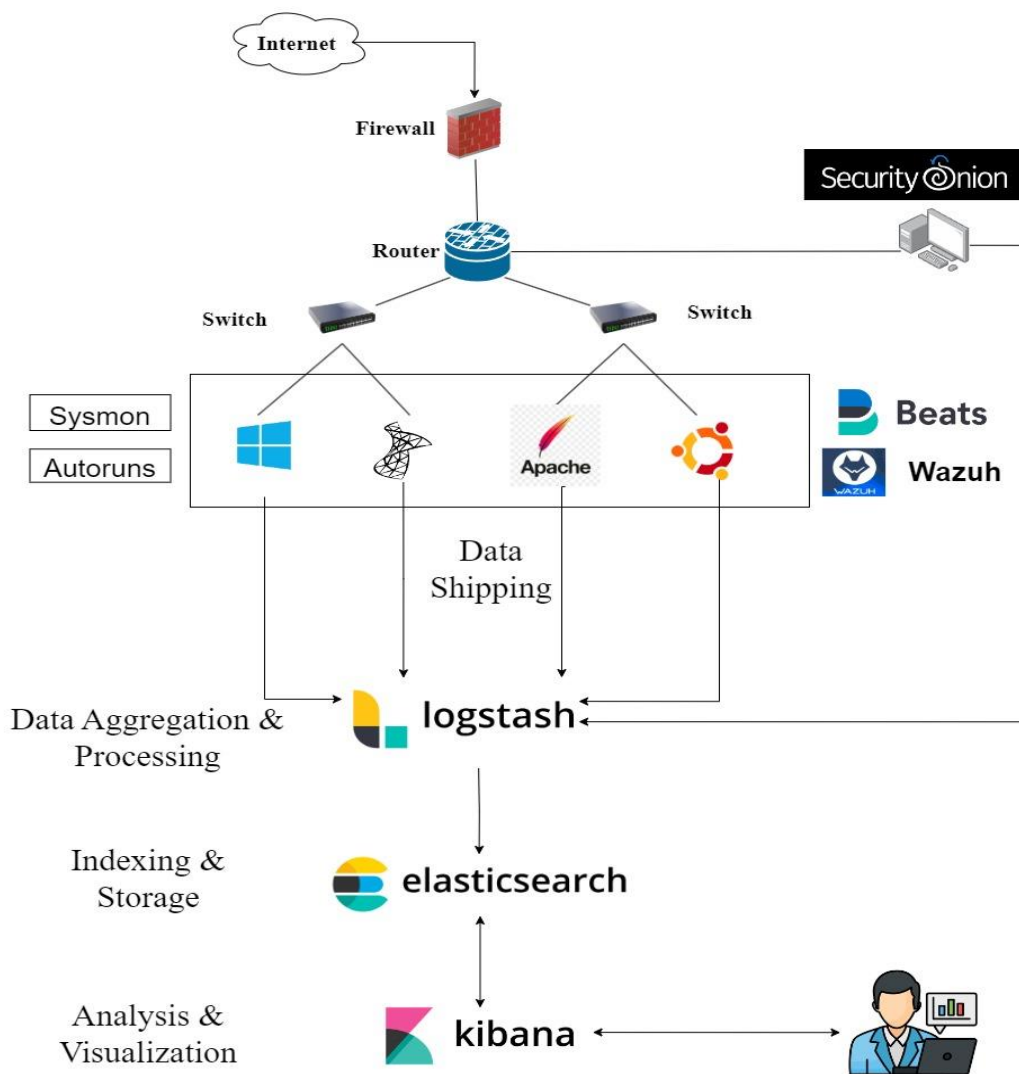 Internet
Firewall
Security Onion
Router
Switch
Switch
Sysmon
Autoruns
Apache
Beats
WAZUH
Wazuh
Data
Shipping
Data Aggregation &
Processing
logstash
Indexing &
Storage
elasticsearch
Analysis &
Visualization
kibana